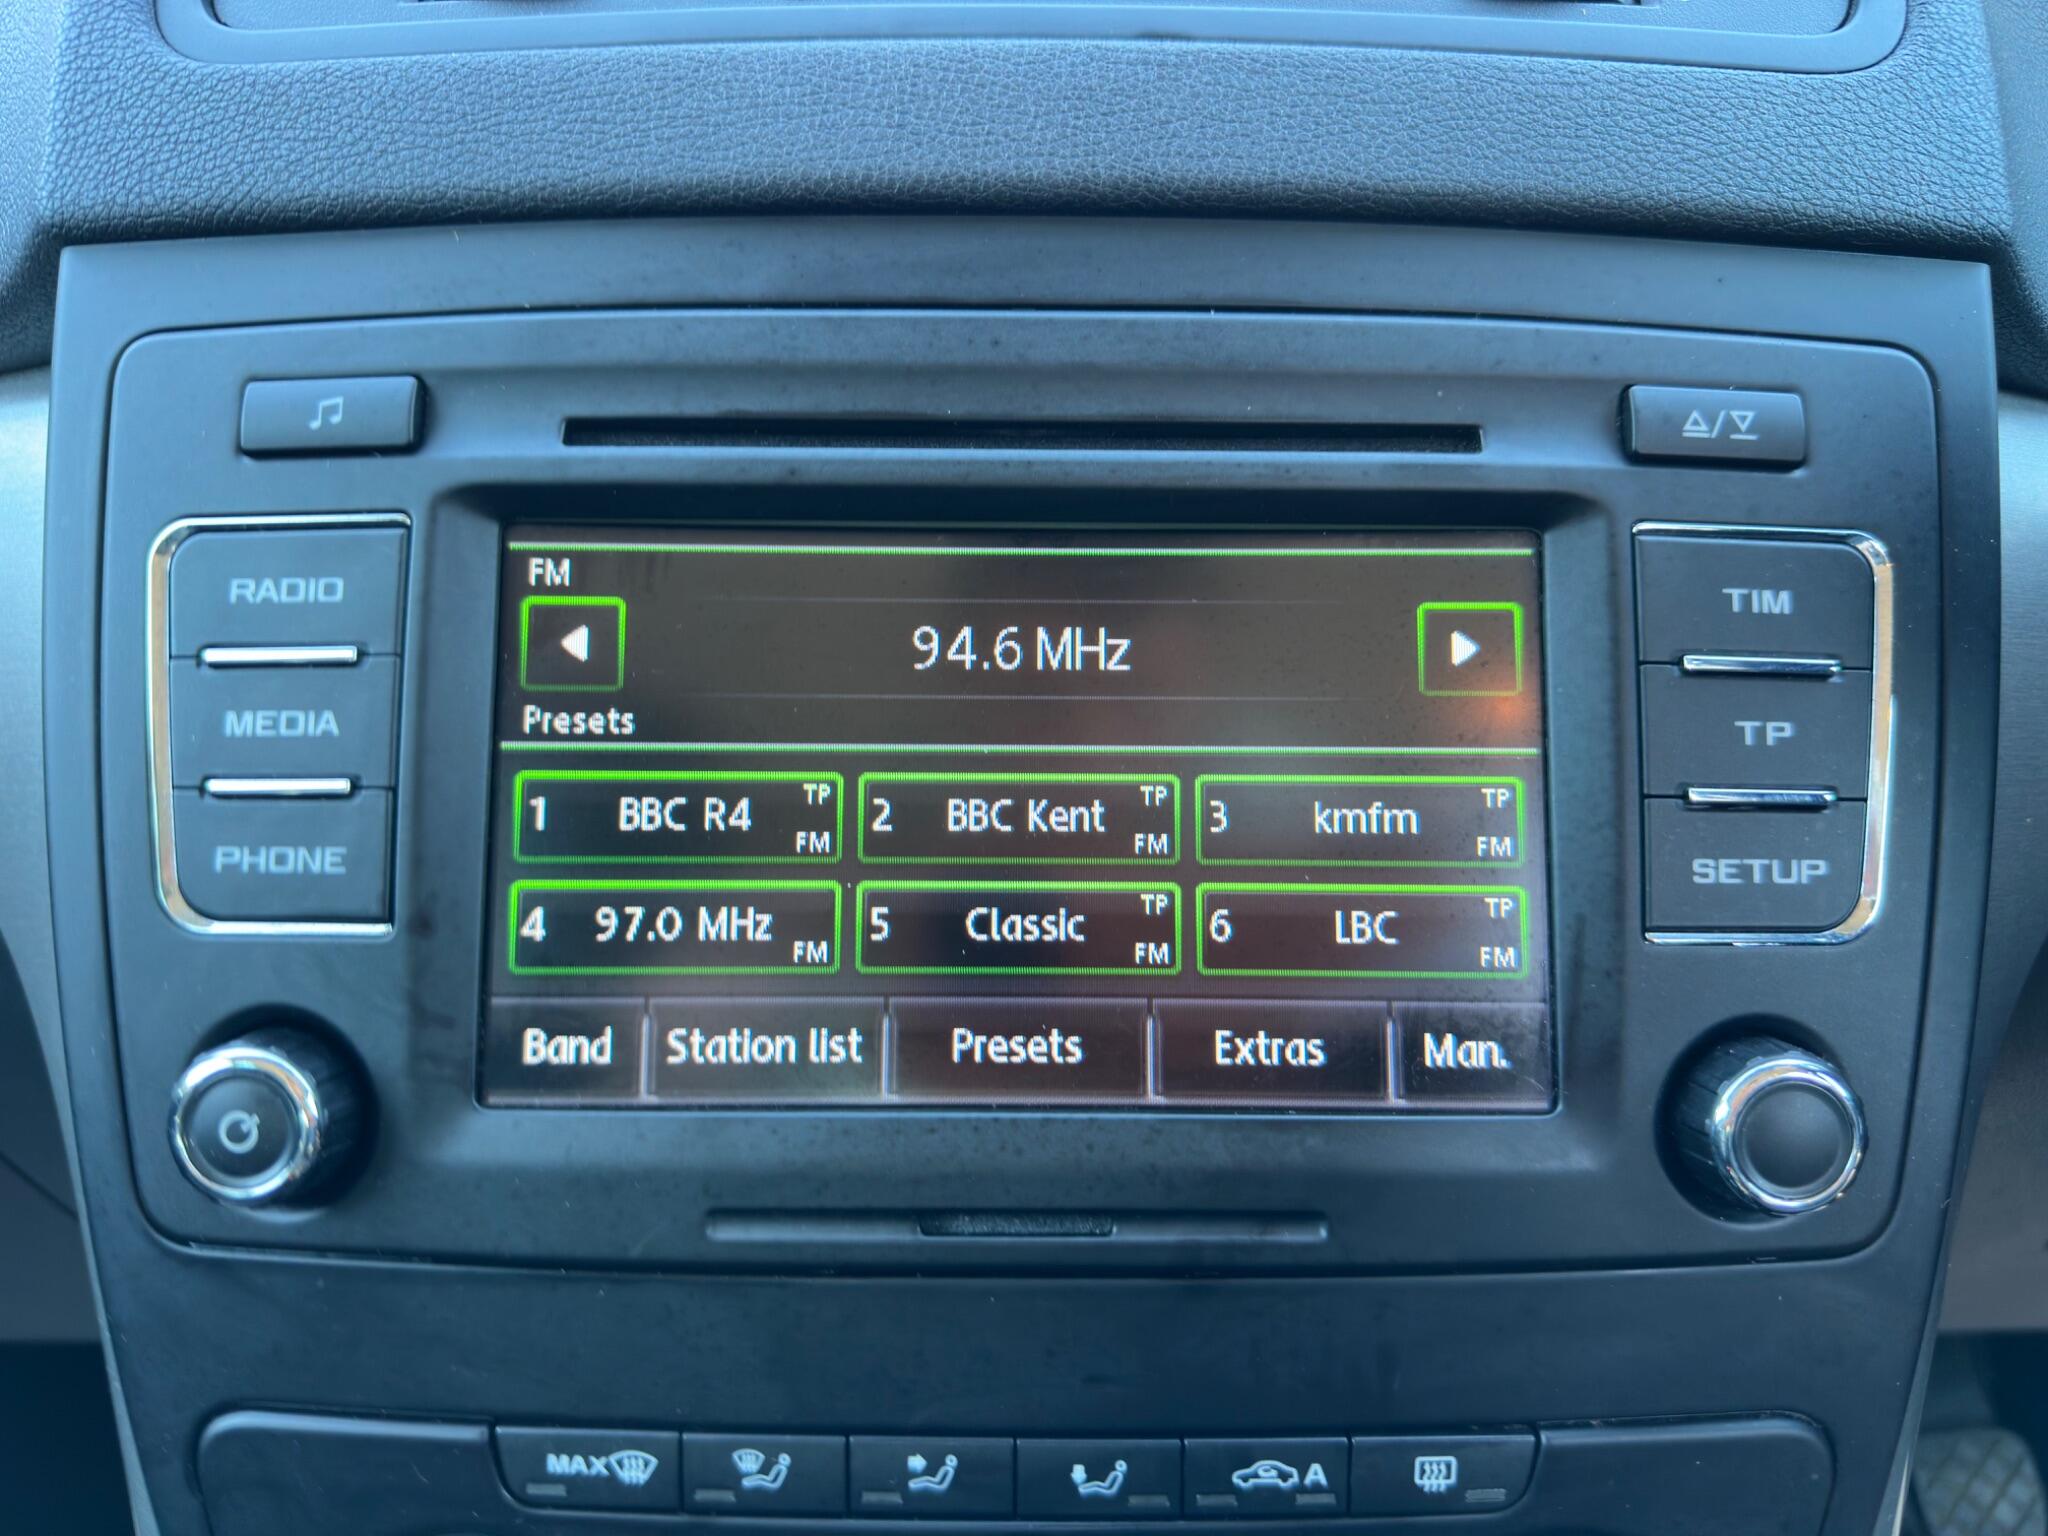 RADIO
MEDIA
PHONE
FM
94.6 MHz
Presets
1 BBC R4 TP FM
2 BBC Kent TP FM
3 kmfm TP FM
4 97.0 MHz FM
5 Classic TP FM
6 LBC TP FM
Band Station list Presets Extras Man.
TIM
TP
SETUP
MAX
A